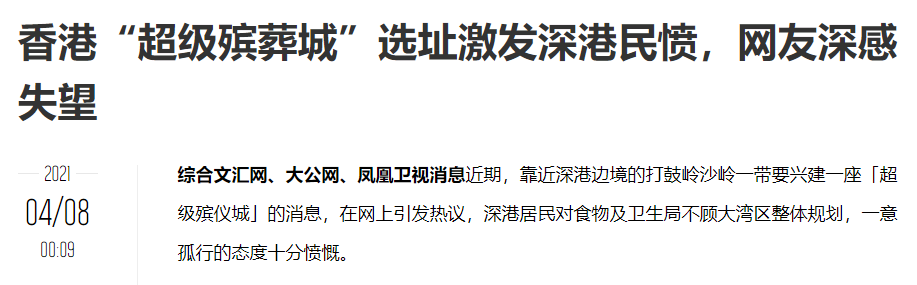 香港“超级殡葬城”选址激发深港民愤，网友深感
失望
2021
04/08
00:09
综合文汇网、大公网、凤凰卫视消息近期，靠近深港边境的打鼓岭沙岭一带要兴建一座「超
级殡仪城」的消息，在网上引发热议，深港居民对食物及卫生局不顾大湾区整体规划，一意
孤行的态度十分愤慨。